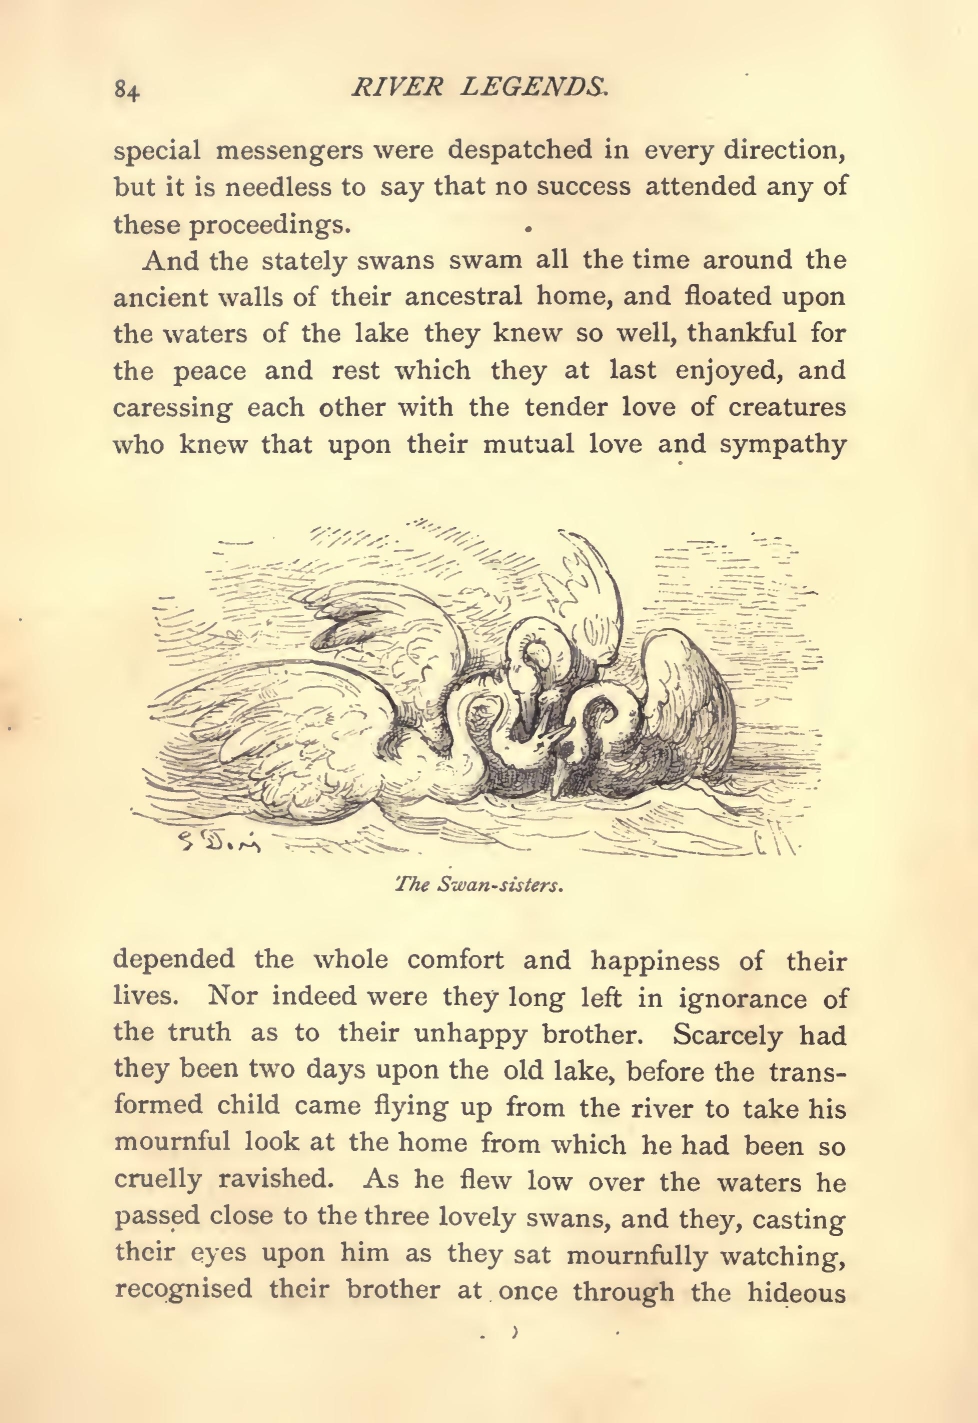 84
RIVER LEGENDS.
special messengers were despatched in every direction,
but it is needless to say that no success attended any of
these proceedings.
And the stately swans swam all the time around the
ancient walls of their ancestral home, and floated upon
the waters of the lake they knew so well, thankful for
the peace and rest which they at last enjoyed, and
caressing each other with the tender love of creatures
who knew that upon their mutual love and sympathy
G Doré
The Swan-sisters.
depended the whole comfort and happiness of their
lives. Nor indeed were they long left in ignorance of
the truth as to their unhappy brother. Scarcely had
they been two days upon the old lake, before the trans-
formed child came flying up from the river to take his
mournful look at the home from which he had been so
cruelly ravished. As he flew low over the waters he
passed close to the three lovely swans, and they, casting
their eyes upon him as they sat mournfully watching,
recognised their brother at once through the hideous